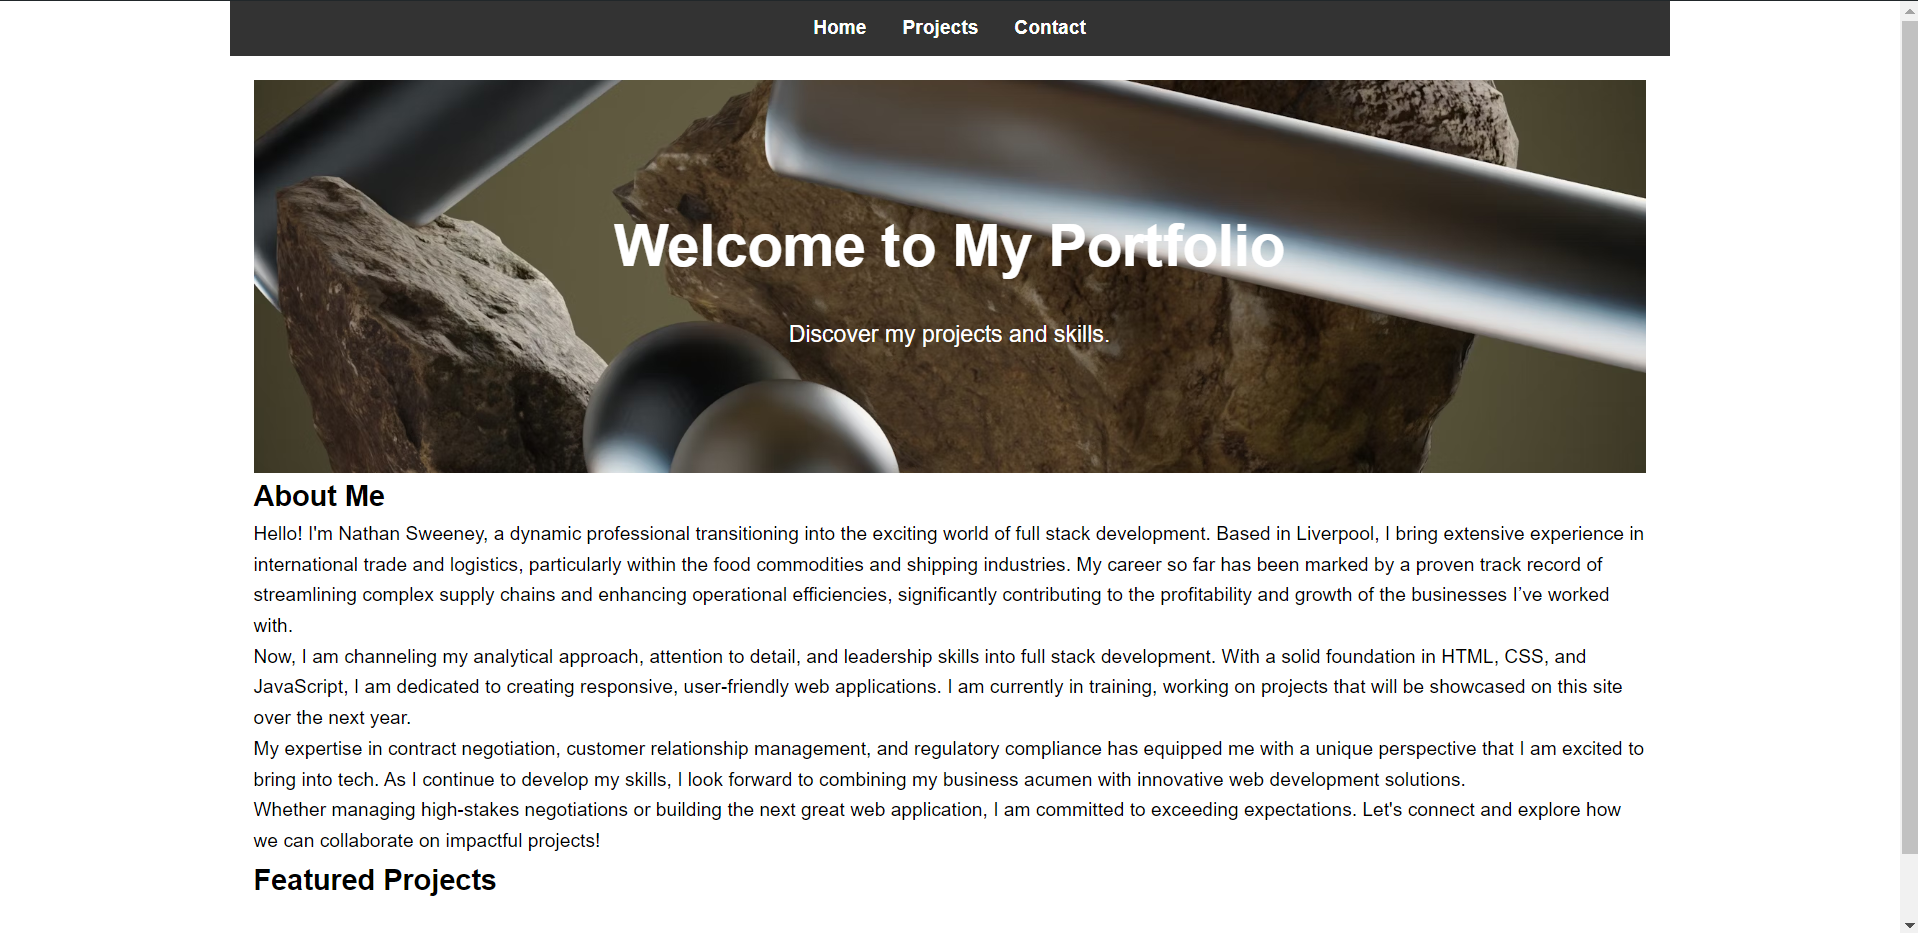 Home Projects Contact
Welcome to My Portfolio
Discover my projects and skills.
About Me
Hello! I'm Nathan Sweeney, a dynamic professional transitioning into the exciting world of full stack development. Based in Liverpool, I bring extensive experience in
international trade and logistics, particularly within the food commodities and shipping industries. My career so far has been marked by a proven track record of
streamlining complex supply chains and enhancing operational efficiencies, significantly contributing to the profitability and growth of the businesses I’ve worked
with.
Now, I am channeling my analytical approach, attention to detail, and leadership skills into full stack development. With a solid foundation in HTML, CSS, and
JavaScript, I am dedicated to creating responsive, user-friendly web applications. I am currently in training, working on projects that will be showcased on this site
over the next year.
My expertise in contract negotiation, customer relationship management, and regulatory compliance has equipped me with a unique perspective that I am excited to
bring into tech. As I continue to develop my skills, I look forward to combining my business acumen with innovative web development solutions.
Whether managing high-stakes negotiations or building the next great web application, I am committed to exceeding expectations. Let's connect and explore how
we can collaborate on impactful projects!
Featured Projects